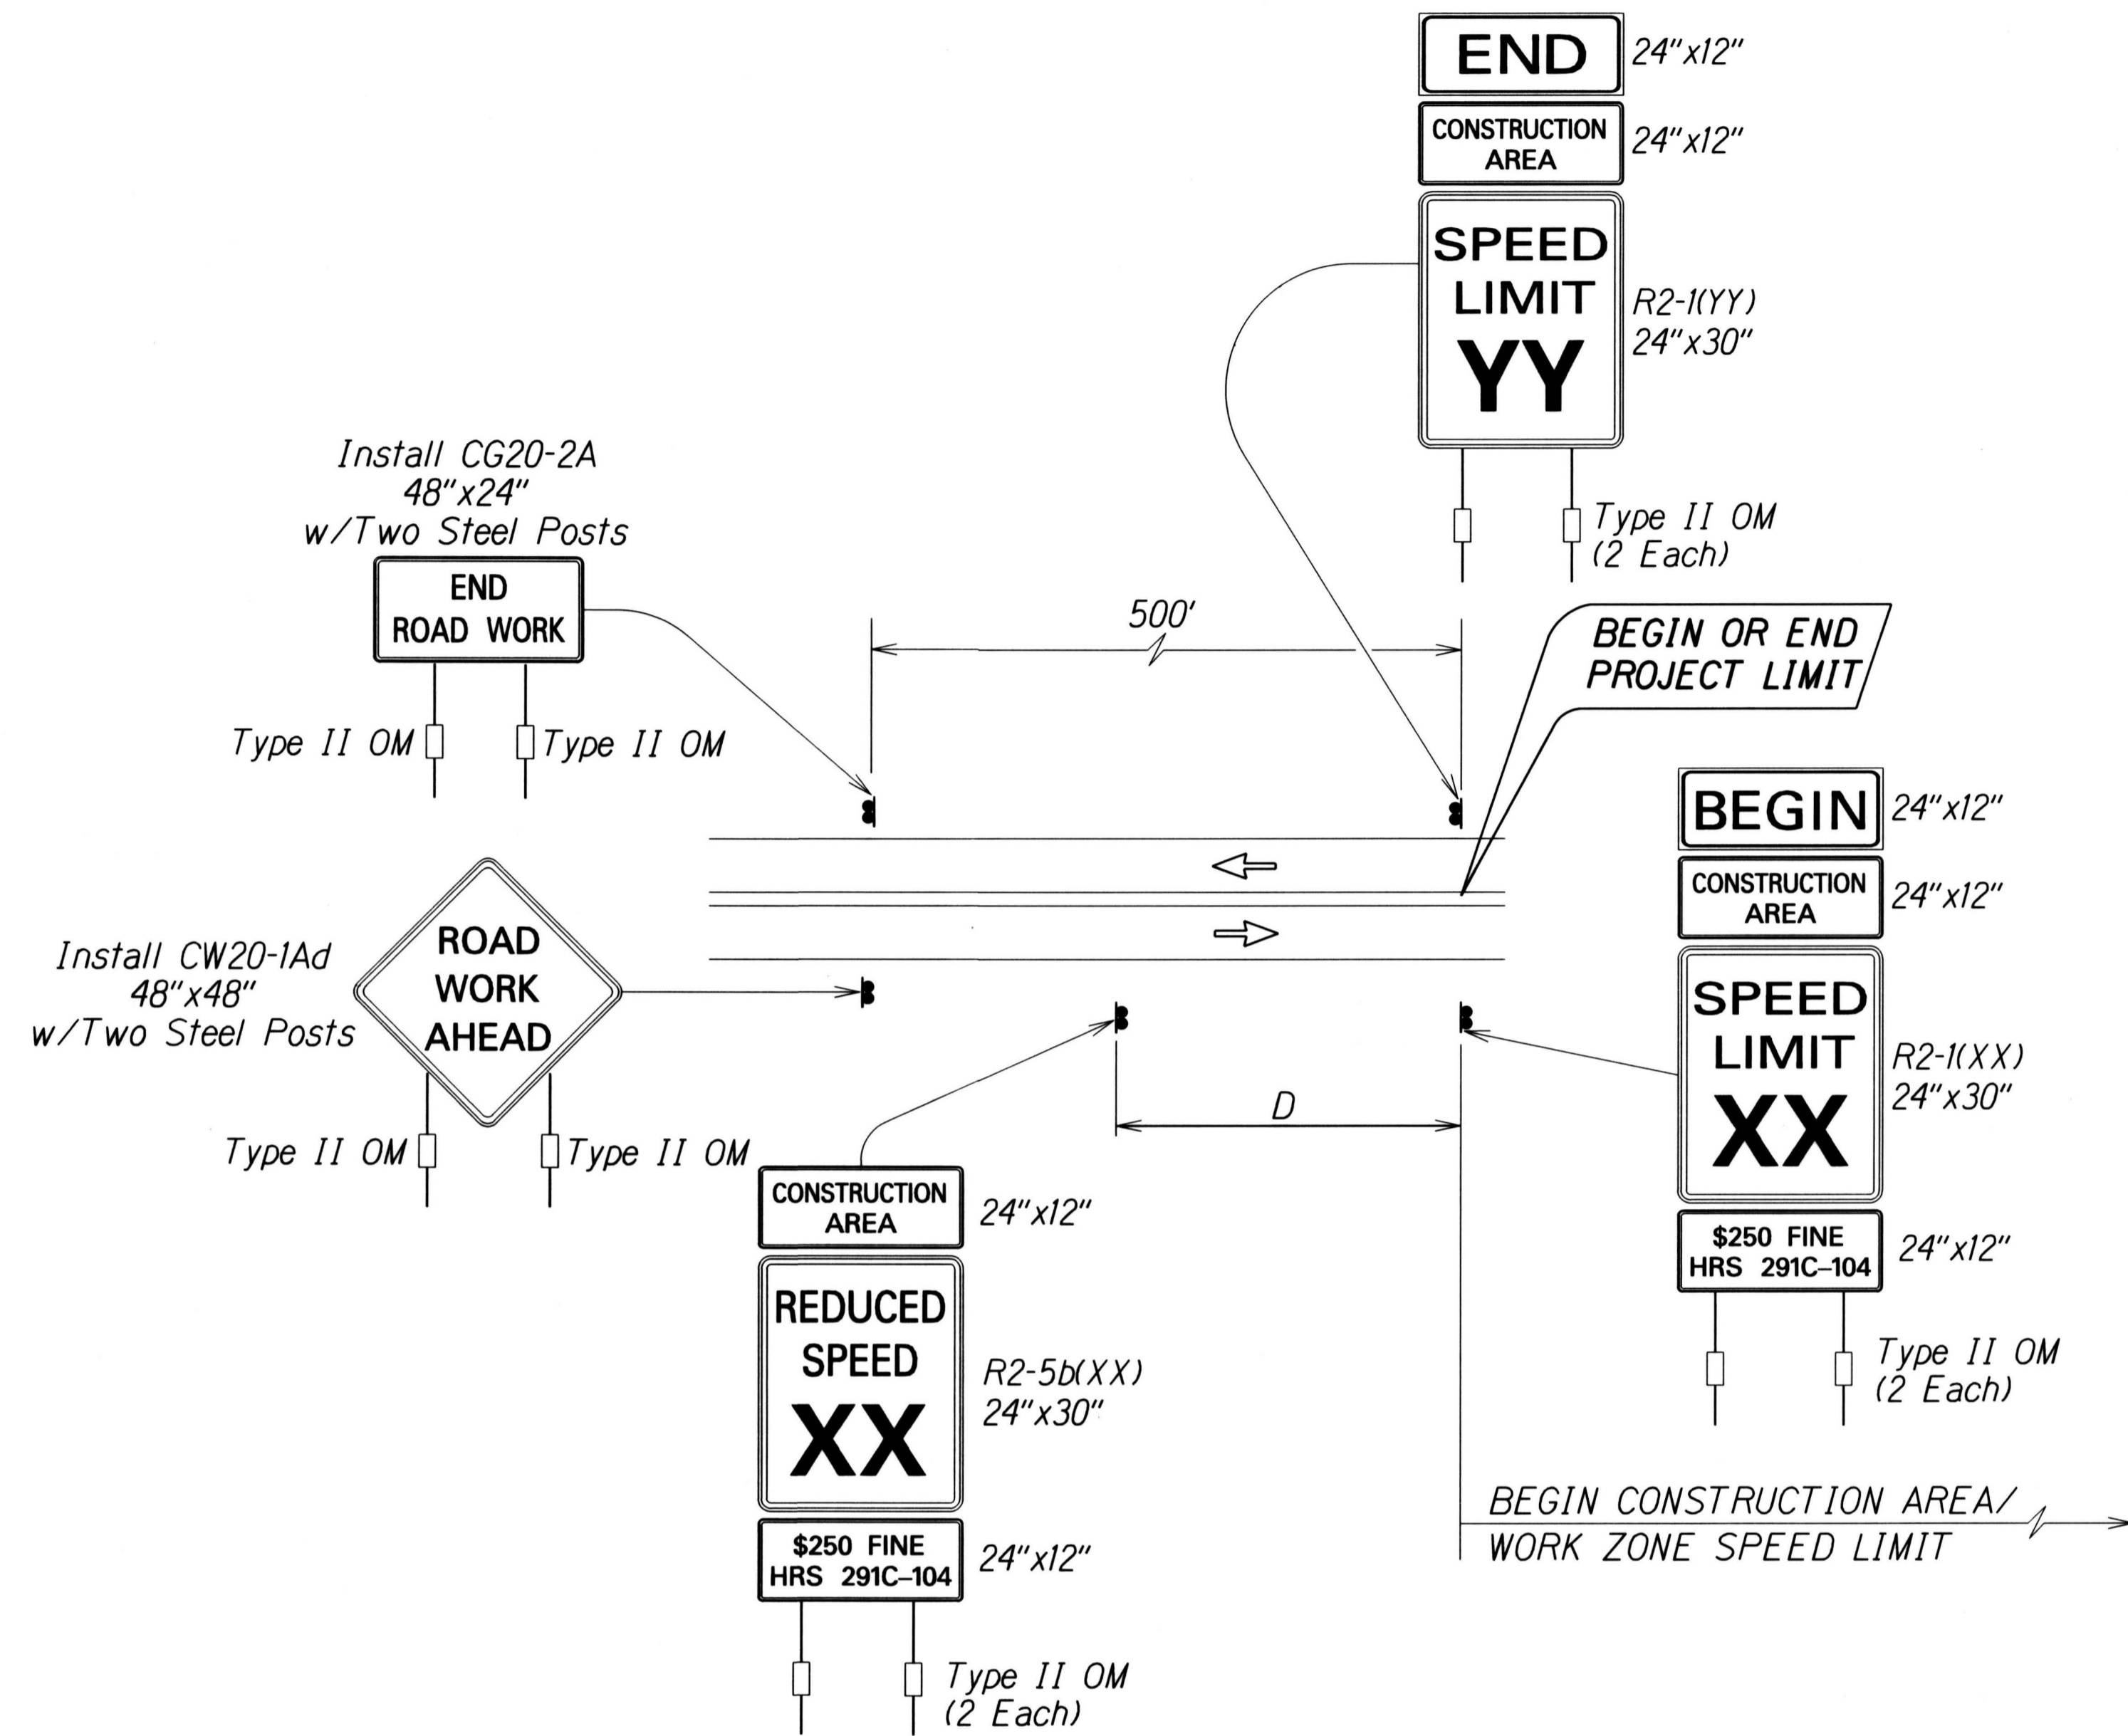 END
24"x12"
CONSTRUCTION
AREA
24"x12"
SPEED
LIMIT
YY
R2-1(YY)
24"x30"
Type II OM
(2 Each)
Install CG20-2A
48"x24"
w/Two Steel Posts
END
ROAD WORK
Type II OM
Type II OM
500'
BEGIN OR END
PROJECT LIMIT
BEGIN
24"x12"
CONSTRUCTION
AREA
24"x12"
SPEED
LIMIT
XX
R2-1(XX)
24"x30"
$250 FINE
HRS 291C–104
24"x12"
Type II OM
(2 Each)
Install CW20-1Ad
48"x48"
w/Two Steel Posts
ROAD
WORK
AHEAD
Type II OM
Type II OM
D
CONSTRUCTION
AREA
24"x12"
REDUCED
SPEED
XX
R2-5b(XX)
24"x30"
$250 FINE
HRS 291C–104
24"x12"
Type II OM
(2 Each)
BEGIN CONSTRUCTION AREA/
WORK ZONE SPEED LIMIT